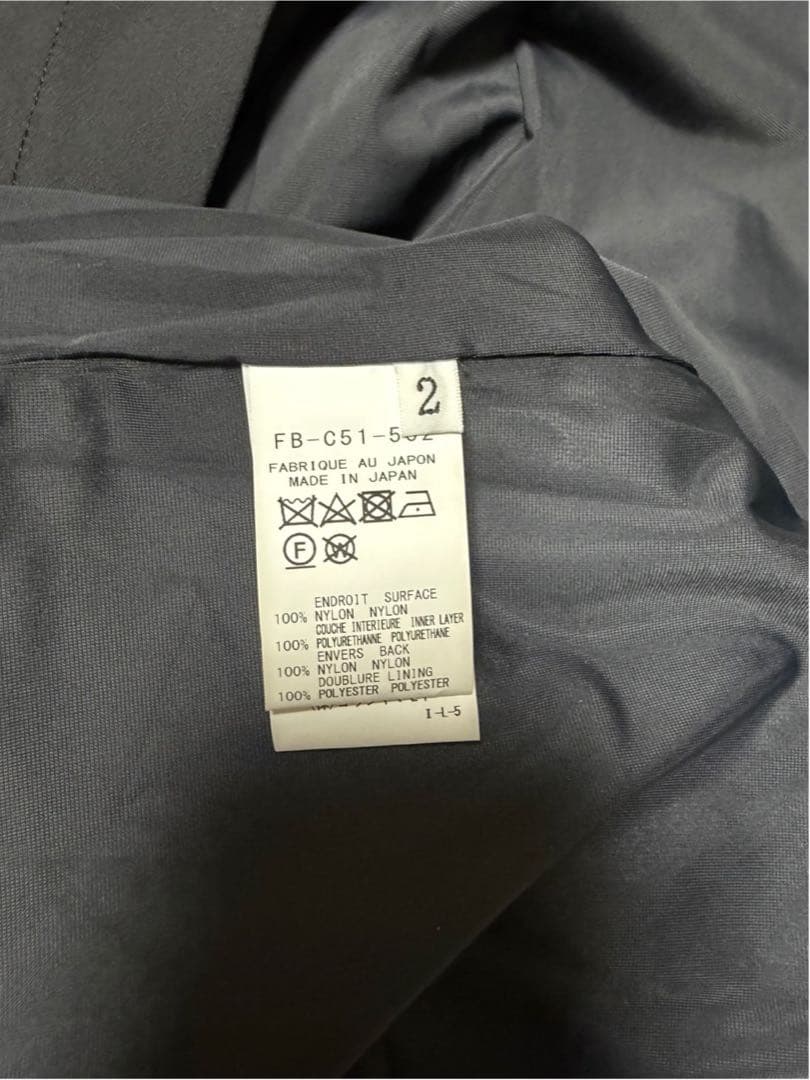 2
FB-C51-5
FABRIQUE AU JAPON
MADE IN JAPAN
F W
ENDROIT SURFACE
100% NYLON NYLON
COUCHE INTERIEURE INNER LAYER
100% POLYURETHANNE POLYURETHANE
ENVERS BACK
100% NYLON NYLON
DOUBLURE LINING
100% POLYESTER POLYESTER
I-L-5